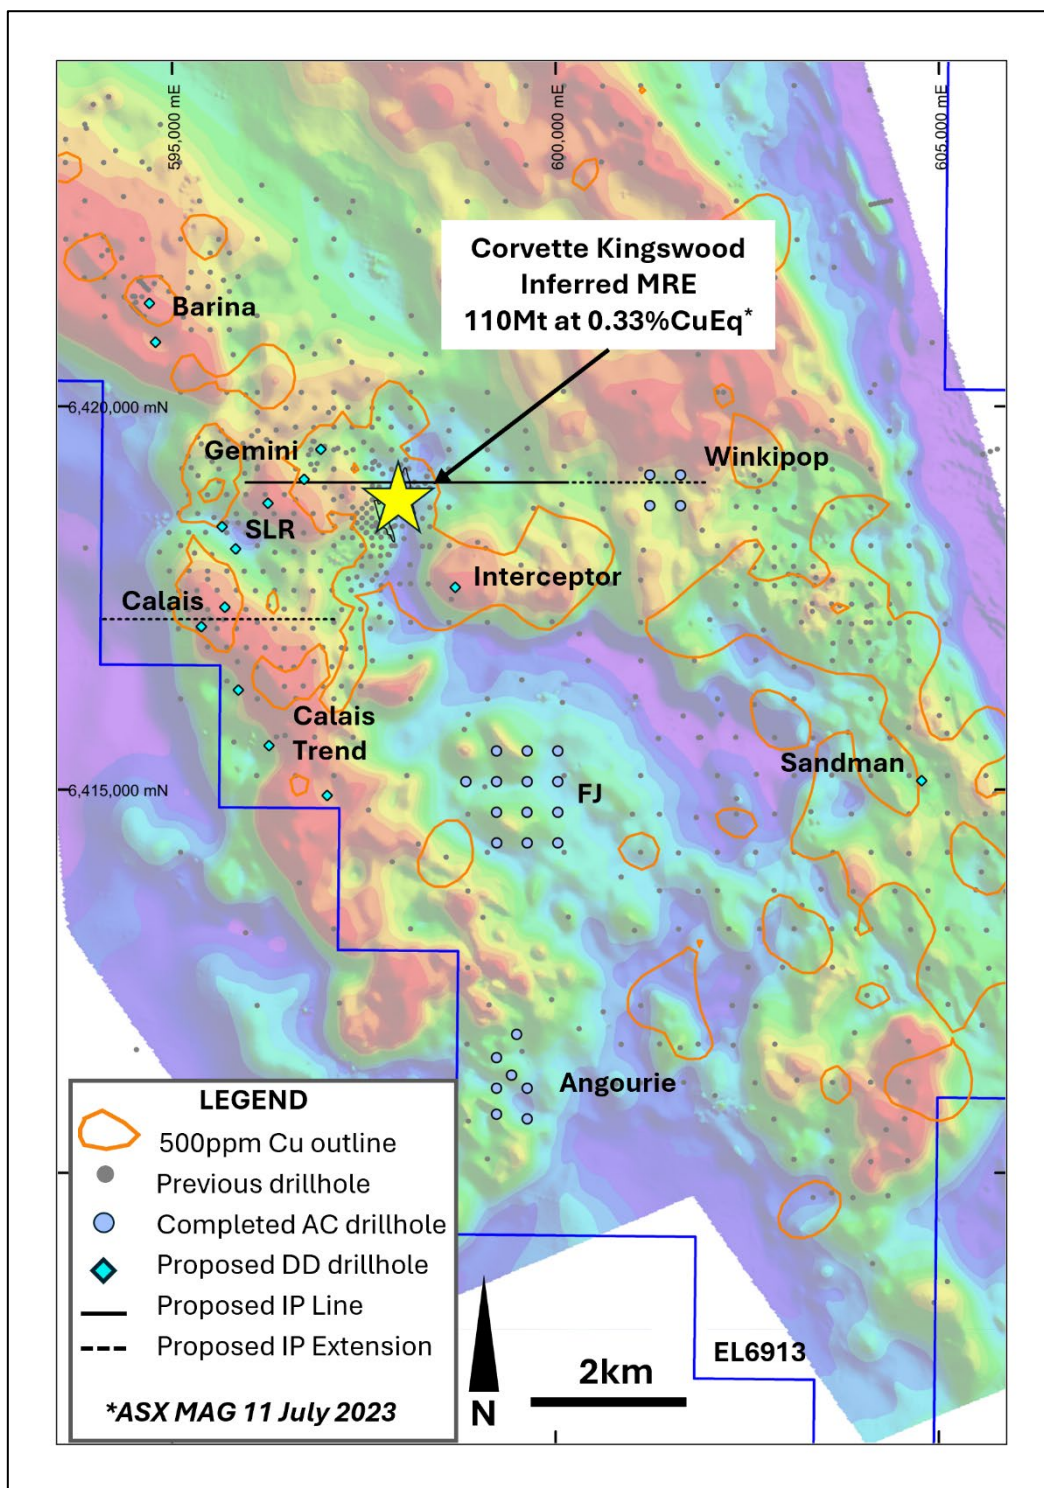 595,000 mE
600,000 mE
605,000 mE
Corvette Kingswood
Inferred MRE
110Mt at 0.33%CuEq*
Barina
6,420,000 mN
Gemini
Winkipop
SLR
Interceptor
Calais
Calais
Trend
Sandman
FJ
6,415,000 mN
Angourie
LEGEND
500ppm Cu outline
Previous drillhole
Completed AC drillhole
Proposed DD drillhole
Proposed IP Line
Proposed IP Extension
*ASX MAG 11 July 2023
N
2km
EL6913